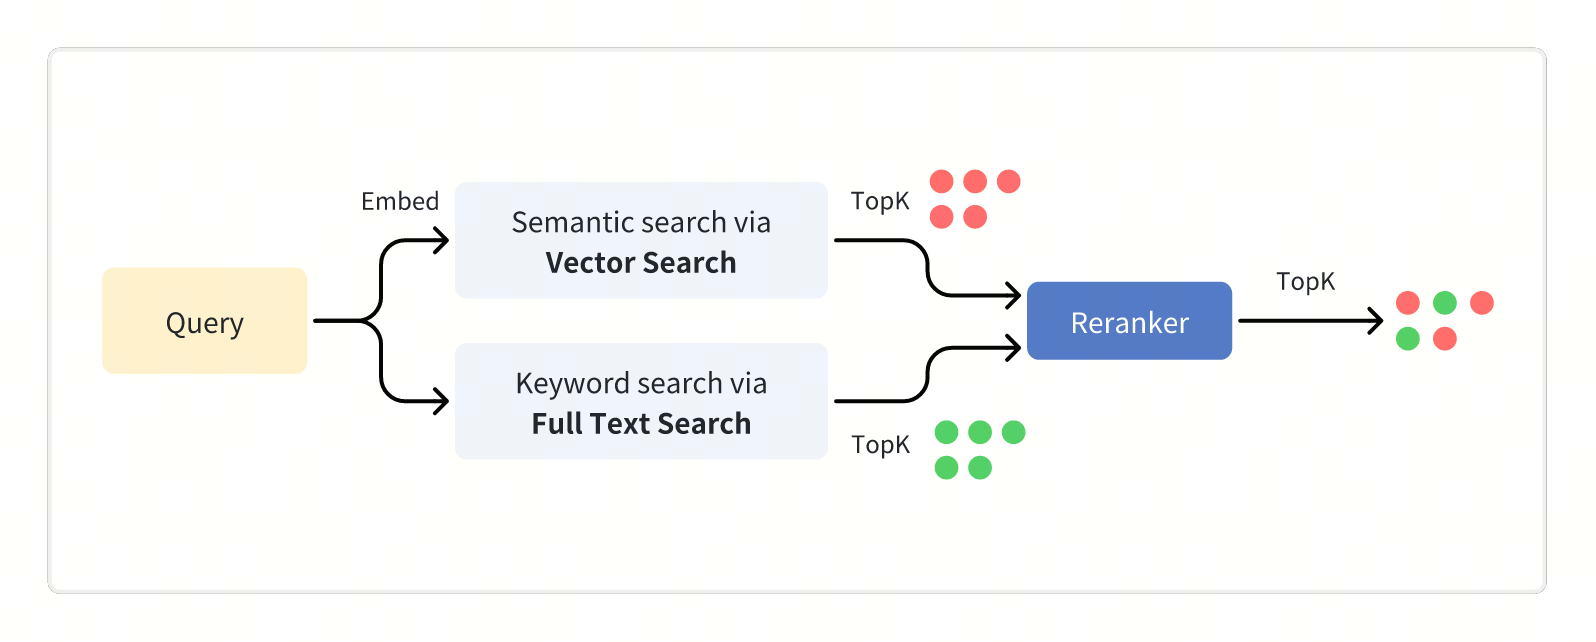 Query
Embed
Semantic search via
Vector Search
Keyword search via
Full Text Search
TopK
TopK
Reranker
TopK